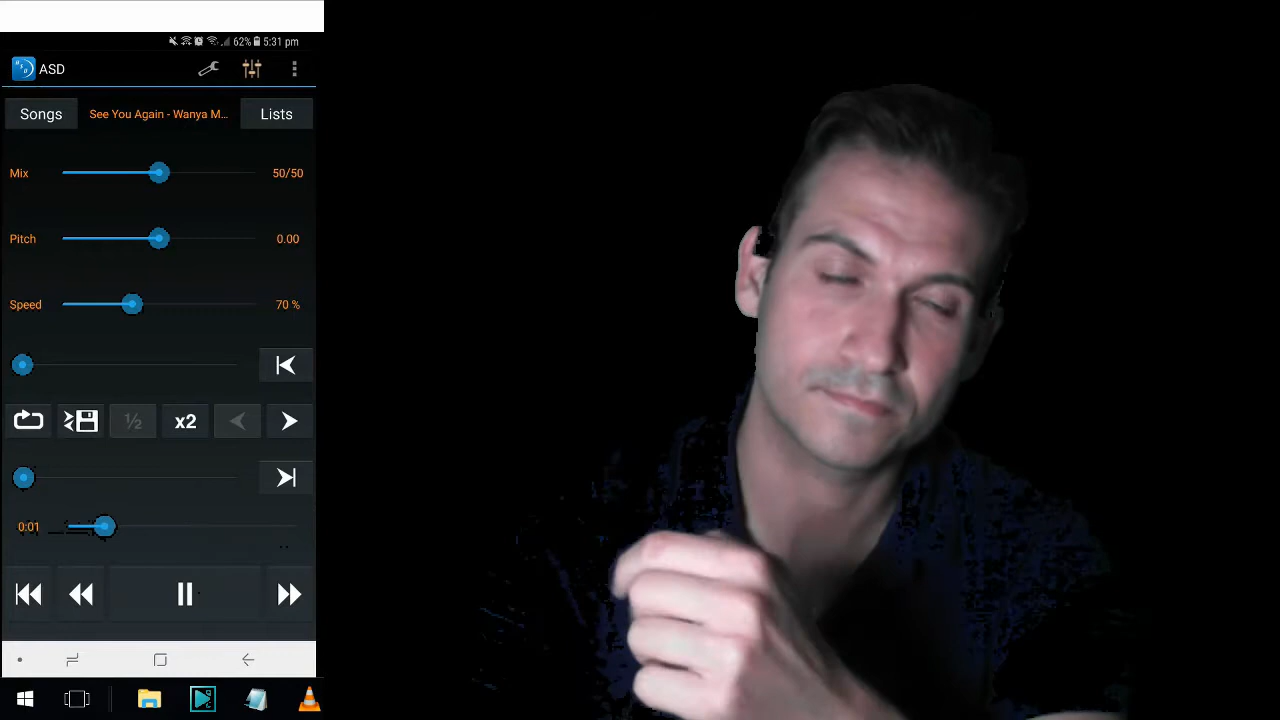 62% 5:31 pm
ASD
Songs See You Again - Wanya M... Lists
Mix 50/50
Pitch 0.00
Speed 70 %
½ x2
0:01